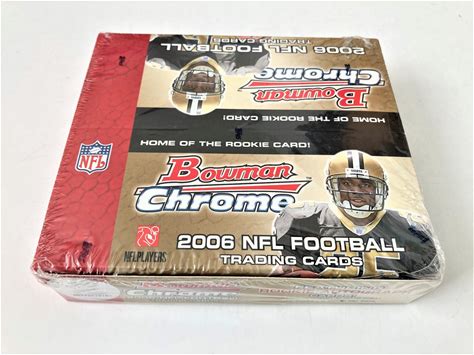 2006 NFL FOOTBALL
TRADING CARDS
Bowman
Chrome
HOME OF THE ROOKIE CARD!
NFL
HOME OF THE ROOKIE CARD!
Bowman
Chrome
NFLPLAYERS
2006 NFL FOOTBALL
TRADING CARDS